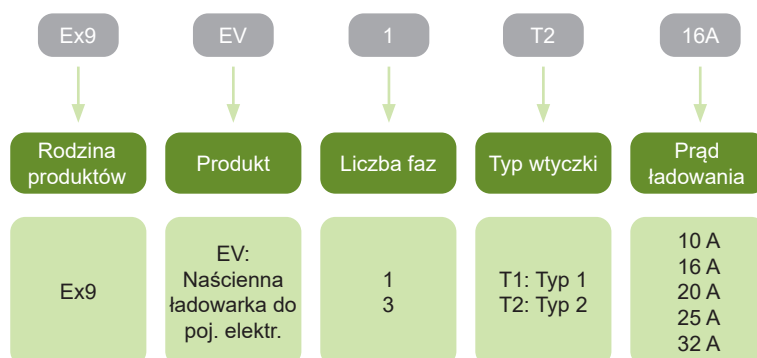 Ex9
EV
1
T2
16A
Rodzina
produktów
Produkt
Liczba faz
Typ wtyczki
Prąd
ładowania
Ex9
EV:
Naścienna
ładowarka do
poj. elektr.
1
3
T1: Typ 1
T2: Typ 2
10 A
16 A
20 A
25 A
32 A